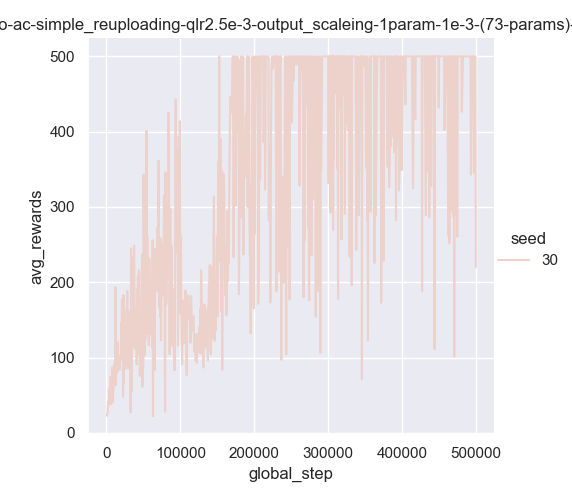 o-ac-simple_reuploading-qlr2.5e-3-output_scaleing-1param-1e-3-(73-params)-
500
400
300
200
100
0
avg_rewards
0 100000 200000 300000 400000 500000
global_step
seed
30